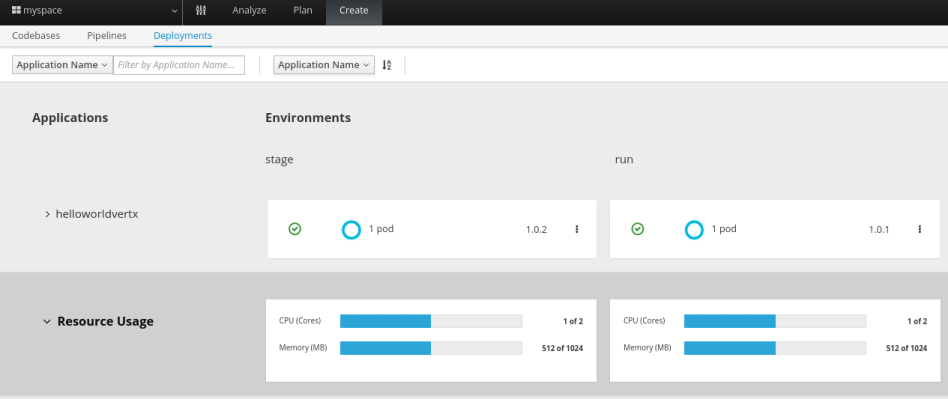 myspace Analyze Plan Create
Codebases Pipelines Deployments
Application Name Filter by Application Name... Application Name
Applications Environments
stage run
helloworldvertx 1 pod 1.0.2 1 pod 1.0.1
Resource Usage
CPU (Cores) 1 of 2 CPU (Cores) 1 of 2
Memory (MB) 512 of 1024 Memory (MB) 512 of 1024